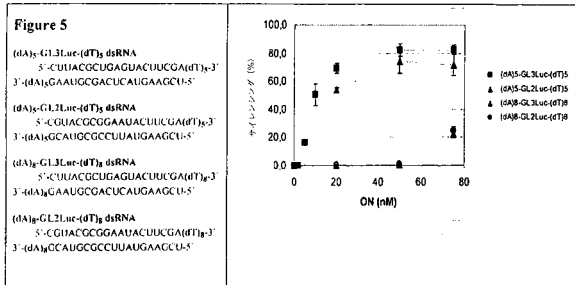 Figure 5
(dA)₅-GL3Luc-(dT)₅ dsRNA
5´-CUUACGCUGAGUACUUCGA(dT)₅-3´
3´-(dA)₅GAAUGCGACUCAUGAAGCU-5´
(dA)₅-GL2Luc-(dT)₅ dsRNA
5´-CGUACGCGGAAUACUUCGA(dT)₅-3´
3´-(dA)₅GCAUGCGCCUUAUGAAGCU-5´
(dA)₈-GL3Luc-(dT)₈ dsRNA
5´-CUUACGCUGAGUACUUCGA(dT)₈-3´
3´-(dA)₈GAAUGCGACUCAUGAAGCU-5´
(dA)₈-GL2Luc-(dT)₈ dsRNA
5´-CGUACGCGGAAUACUUCGA(dT)₈-3´
3´-(dA)₈GCAUGCGCCUUAUGAAGCU-5´
サイレンシング (%)
100,0
80,0
60,0
40,0
20,0
0,0
0 25 50 75 100
ON (nM)
(dA)5-GL3Luc-(dT)5
(dA)5-GL2Luc-(dT)5
(dA)8-GL3Luc-(dT)8
(dA)8-GL2Luc-(dT)8